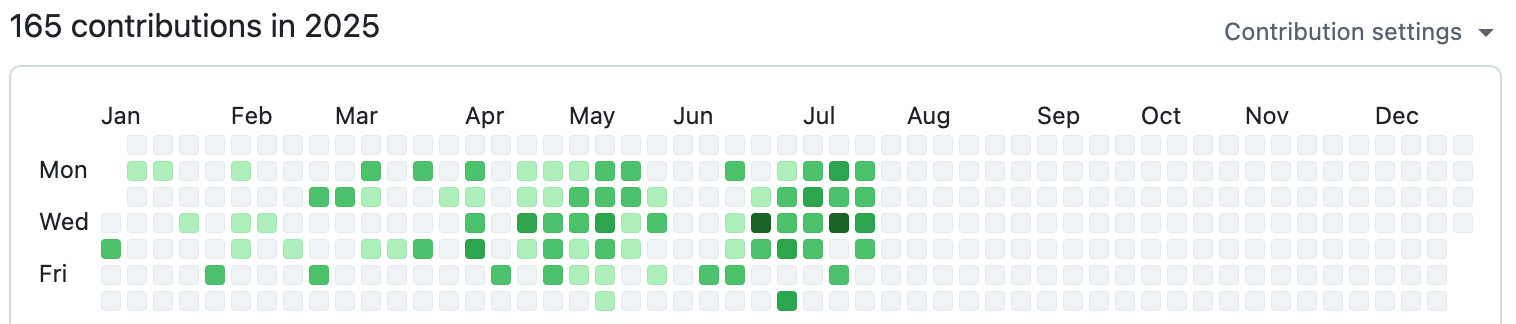 165 contributions in 2025
Contribution settings
Jan Feb Mar Apr May Jun Jul Aug Sep Oct Nov Dec
Mon
Wed
Fri